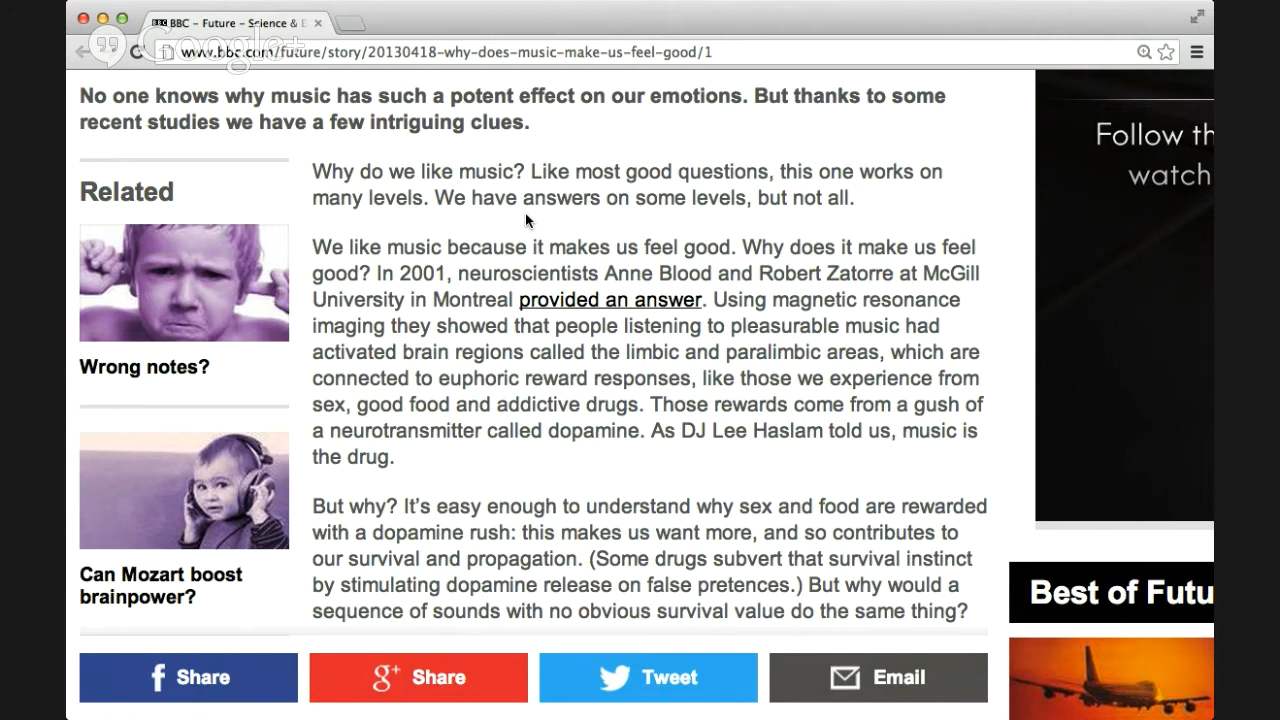 BBC - Future - Science & E
Google+
www.bbc.com/future/story/20130418-why-does-music-make-us-feel-good/1
No one knows why music has such a potent effect on our emotions. But thanks to some
recent studies we have a few intriguing clues.
Related
Wrong notes?
Can Mozart boost
brainpower?
Why do we like music? Like most good questions, this one works on
many levels. We have answers on some levels, but not all.
We like music because it makes us feel good. Why does it make us feel
good? In 2001, neuroscientists Anne Blood and Robert Zatorre at McGill
University in Montreal provided an answer. Using magnetic resonance
imaging they showed that people listening to pleasurable music had
activated brain regions called the limbic and paralimbic areas, which are
connected to euphoric reward responses, like those we experience from
sex, good food and addictive drugs. Those rewards come from a gush of
a neurotransmitter called dopamine. As DJ Lee Haslam told us, music is
the drug.
But why? It’s easy enough to understand why sex and food are rewarded
with a dopamine rush: this makes us want more, and so contributes to
our survival and propagation. (Some drugs subvert that survival instinct
by stimulating dopamine release on false pretences.) But why would a
sequence of sounds with no obvious survival value do the same thing?
Follow th
watch
Best of Futu
f Share
g+ Share
Tweet
Email